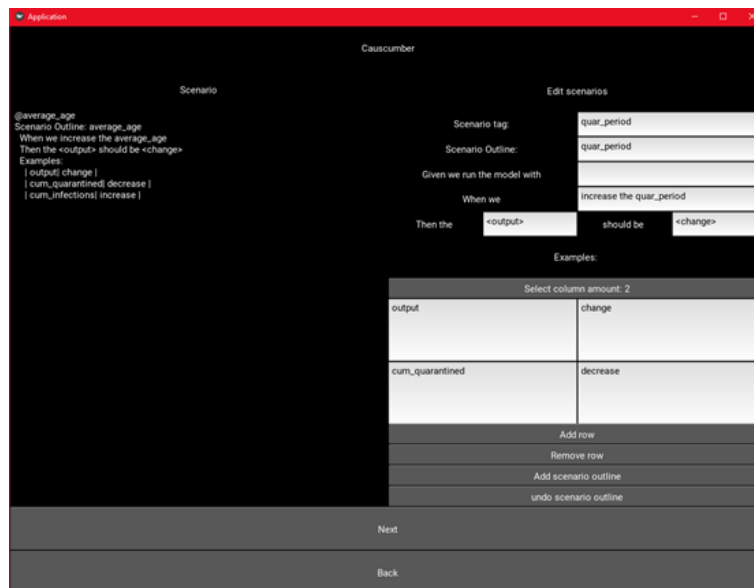 Application
Causcumber
Scenario
@average_age
Scenario Outline: average_age
When we increase the average_age
Then the <output> should be <change>
Examples:
| output| change |
| cum_quarantined| decrease |
| cum_infections| increase |
Edit scenarios
Scenario tag: quar_period
Scenario Outline: quar_period
Given we run the model with
When we increase the quar_period
Then the <output> should be <change>
Examples:
Select column amount: 2
output change
cum_quarantined decrease
Add row
Remove row
Add scenario outline
undo scenario outline
Next
Back